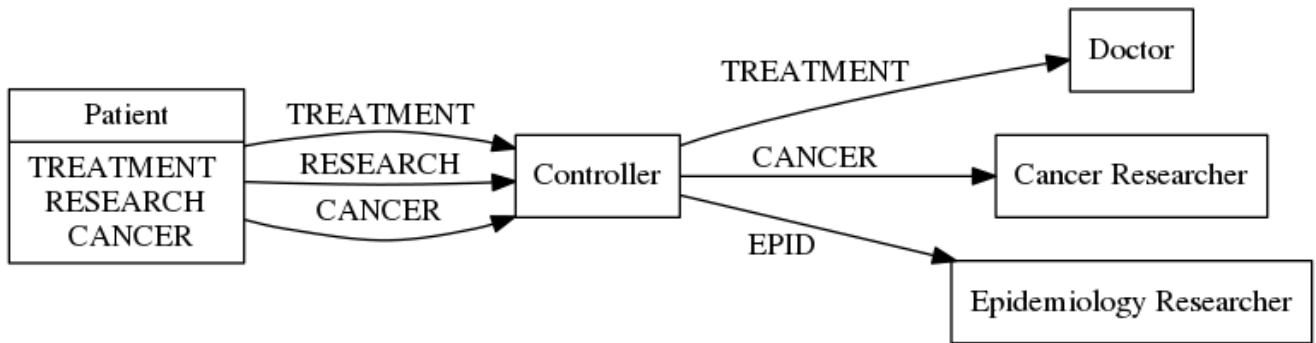 Patient
TREATMENT
RESEARCH
CANCER
TREATMENT
RESEARCH
CANCER
Controller
TREATMENT
CANCER
EPID
Doctor
Cancer Researcher
Epidemiology Researcher